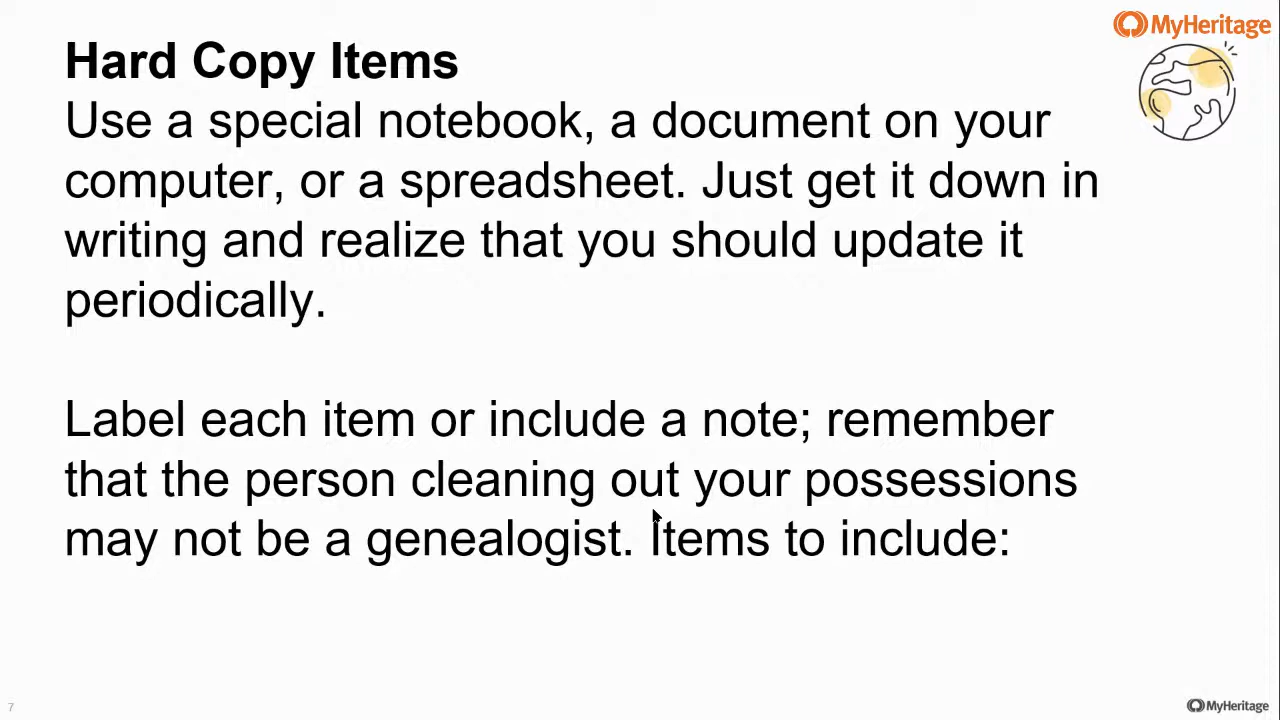 MyHeritage
Hard Copy Items
Use a special notebook, a document on your
computer, or a spreadsheet. Just get it down in
writing and realize that you should update it
periodically.
Label each item or include a note; remember
that the person cleaning out your possessions
may not be a genealogist. Items to include:
7
MyHeritage